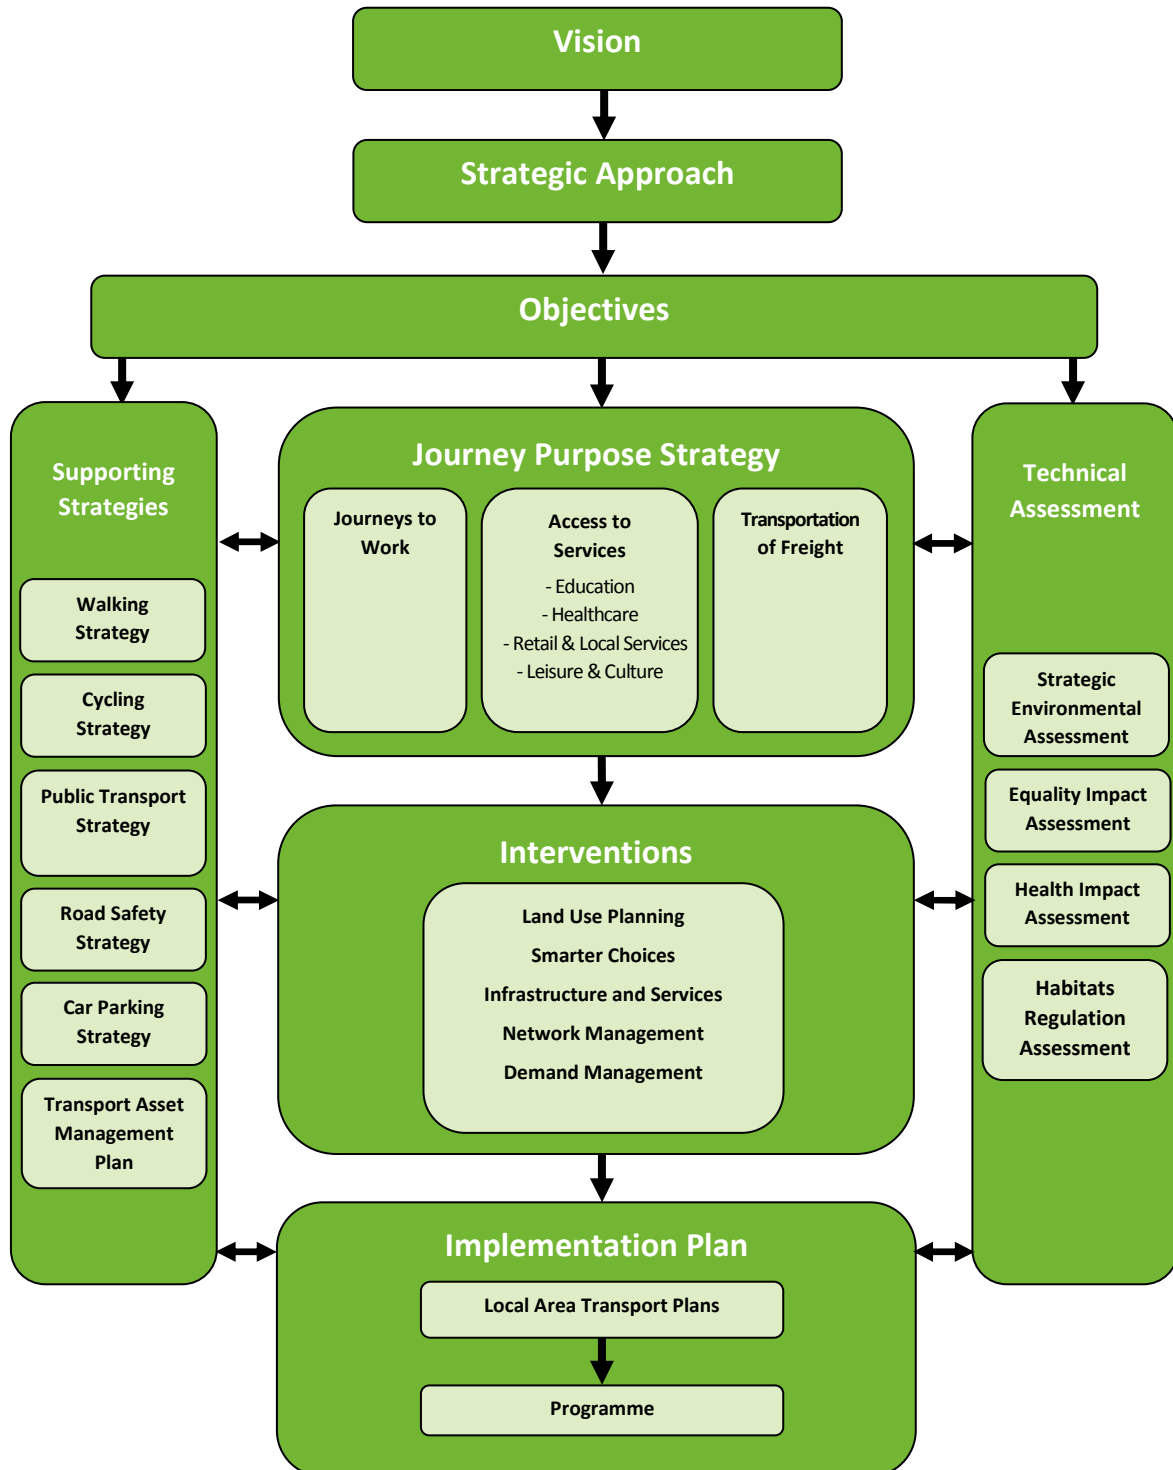 Vision
Strategic Approach
Objectives
Supporting
Strategies
Walking
Strategy
Cycling
Strategy
Public Transport
Strategy
Road Safety
Strategy
Car Parking
Strategy
Transport Asset
Management
Plan
Journey Purpose Strategy
Journeys to
Work
Access to
Services
- Education
- Healthcare
- Retail & Local Services
- Leisure & Culture
Transportation
of Freight
Interventions
Land Use Planning
Smarter Choices
Infrastructure and Services
Network Management
Demand Management
Implementation Plan
Local Area Transport Plans
Programme
Technical
Assessment
Strategic
Environmental
Assessment
Equality Impact
Assessment
Health Impact
Assessment
Habitats
Regulation
Assessment